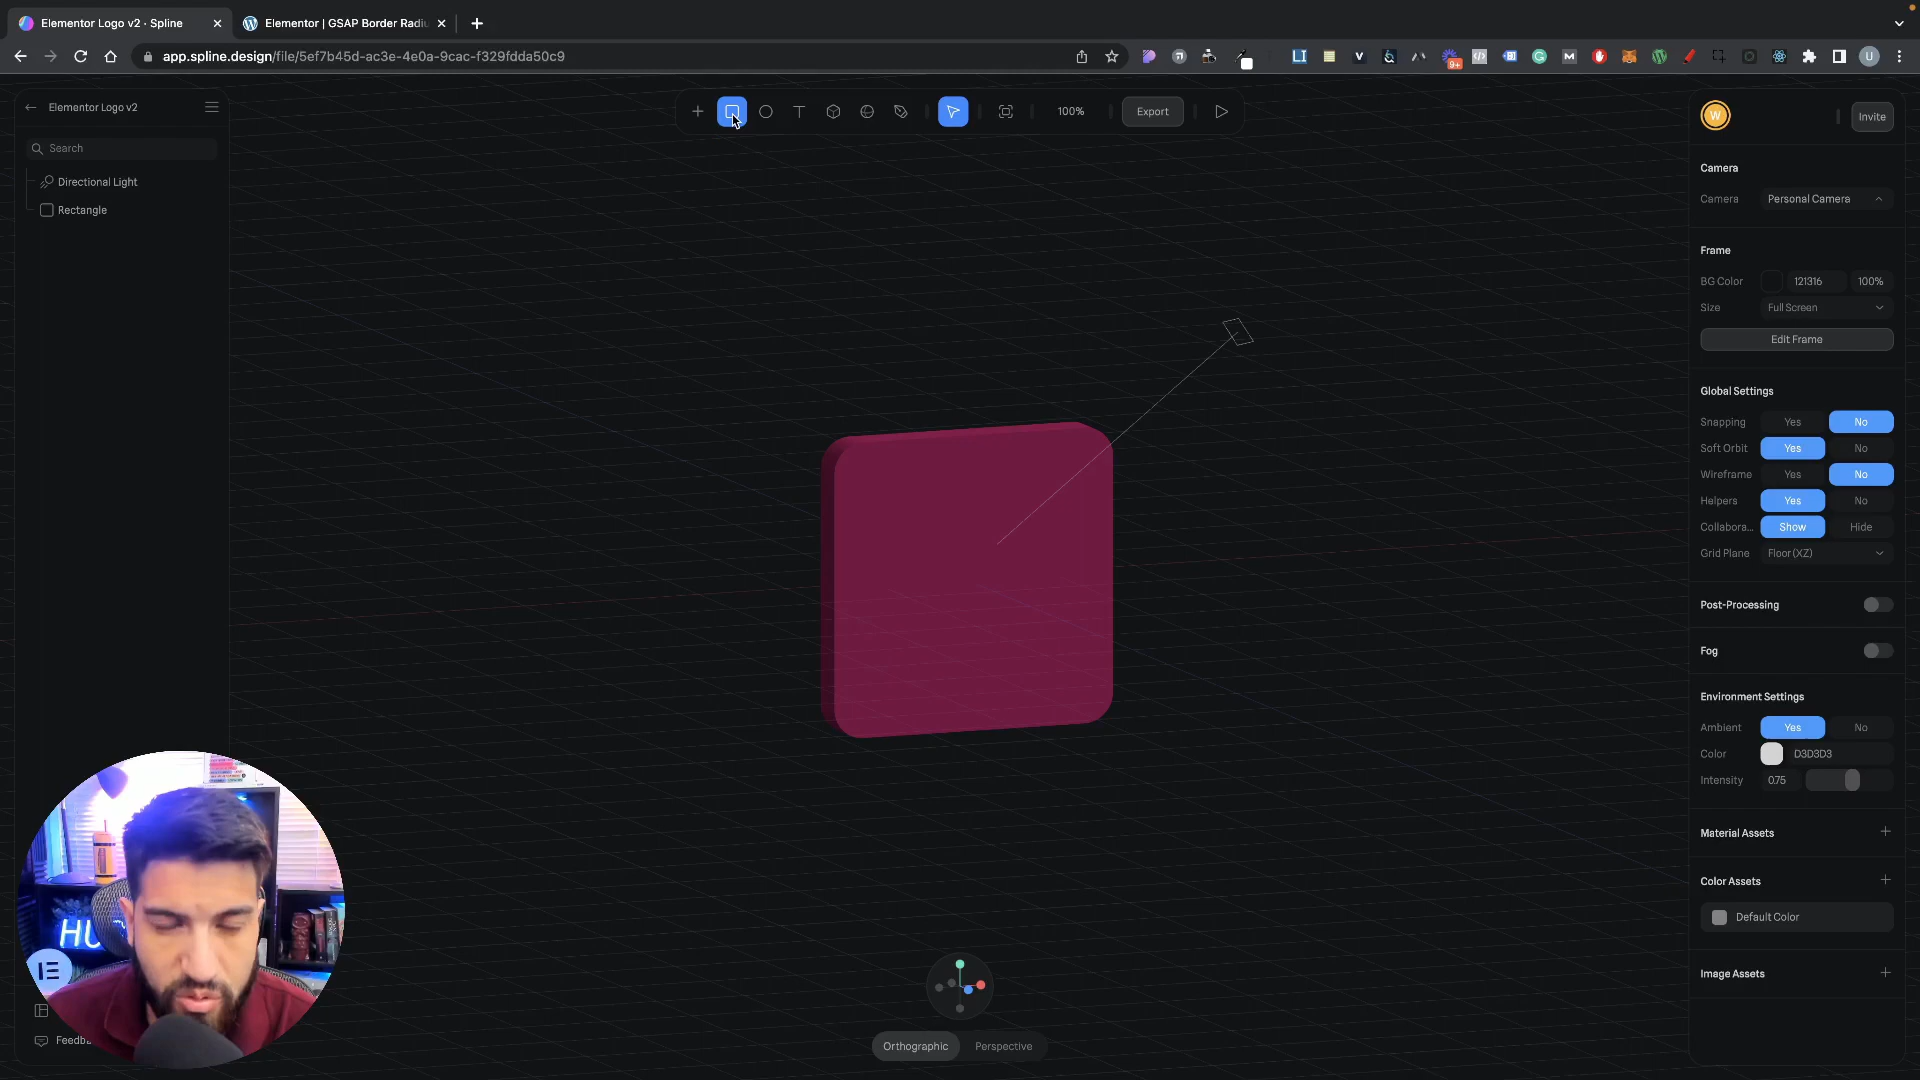 Elementor Logo v2 - Spline
Elementor | GSAP Border Radiu
app.spline.design/file/5ef7b45d-ac3e-4e0a-9cac-f329fdda50c9
9+
U
Elementor Logo v2
T
100%
Export
W
Invite
Search
Directional Light
Rectangle
Camera
Camera
Personal Camera
Frame
BG Color
121316
100%
Size
Full Screen
Edit Frame
Global Settings
Snapping
Yes
No
Soft Orbit
Yes
No
Wireframe
Yes
No
Helpers
Yes
No
Collabora...
Show
Hide
Grid Plane
Floor (XZ)
Post-Processing
Fog
Environment Settings
Ambient
Yes
No
Color
D3D3D3
Intensity
0.75
Material Assets
Color Assets
Default Color
Image Assets
HU
Feedba
Orthographic
Perspective